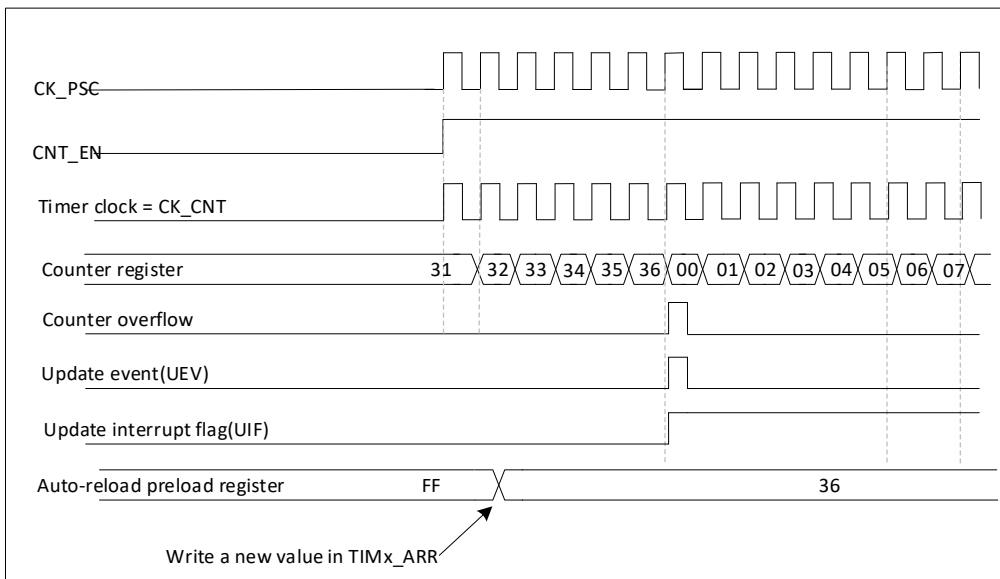 CK_PSC
CNT_EN
Timer clock = CK_CNT
Counter register 31 32 33 34 35 36 00 01 02 03 04 05 06 07
Counter overflow
Update event(UEV)
Update interrupt flag(UIF)
Auto-reload preload register FF 36
Write a new value in TIMx_ARR